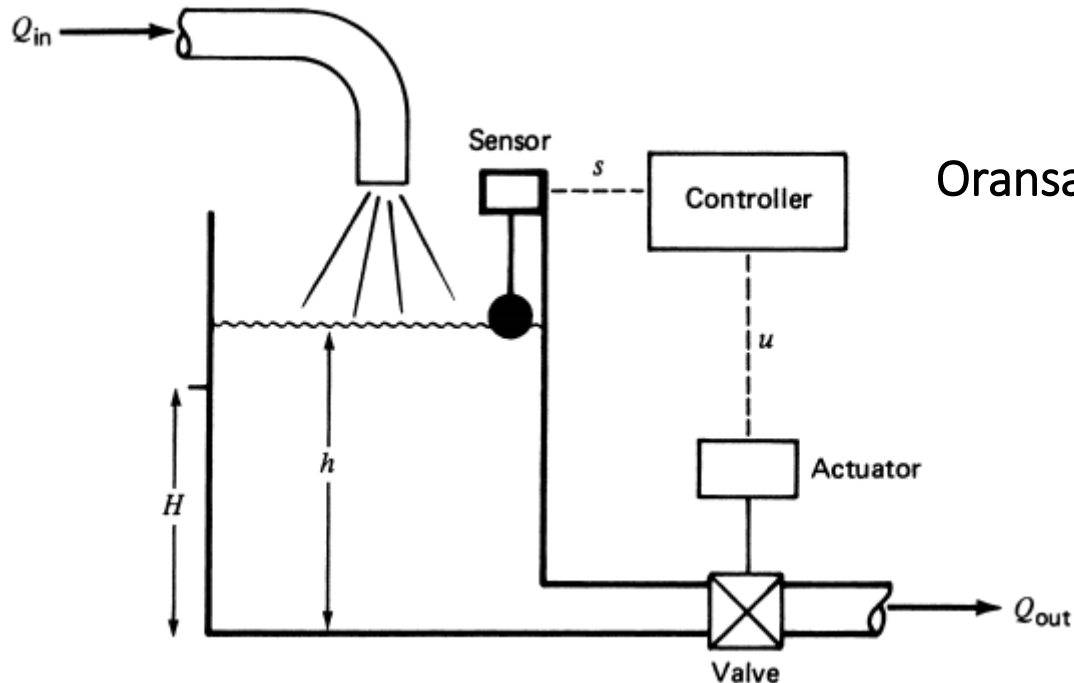 Q_in
Sensor
s
Controller
Oransa
u
h
H
Actuator
Q_out
Valve